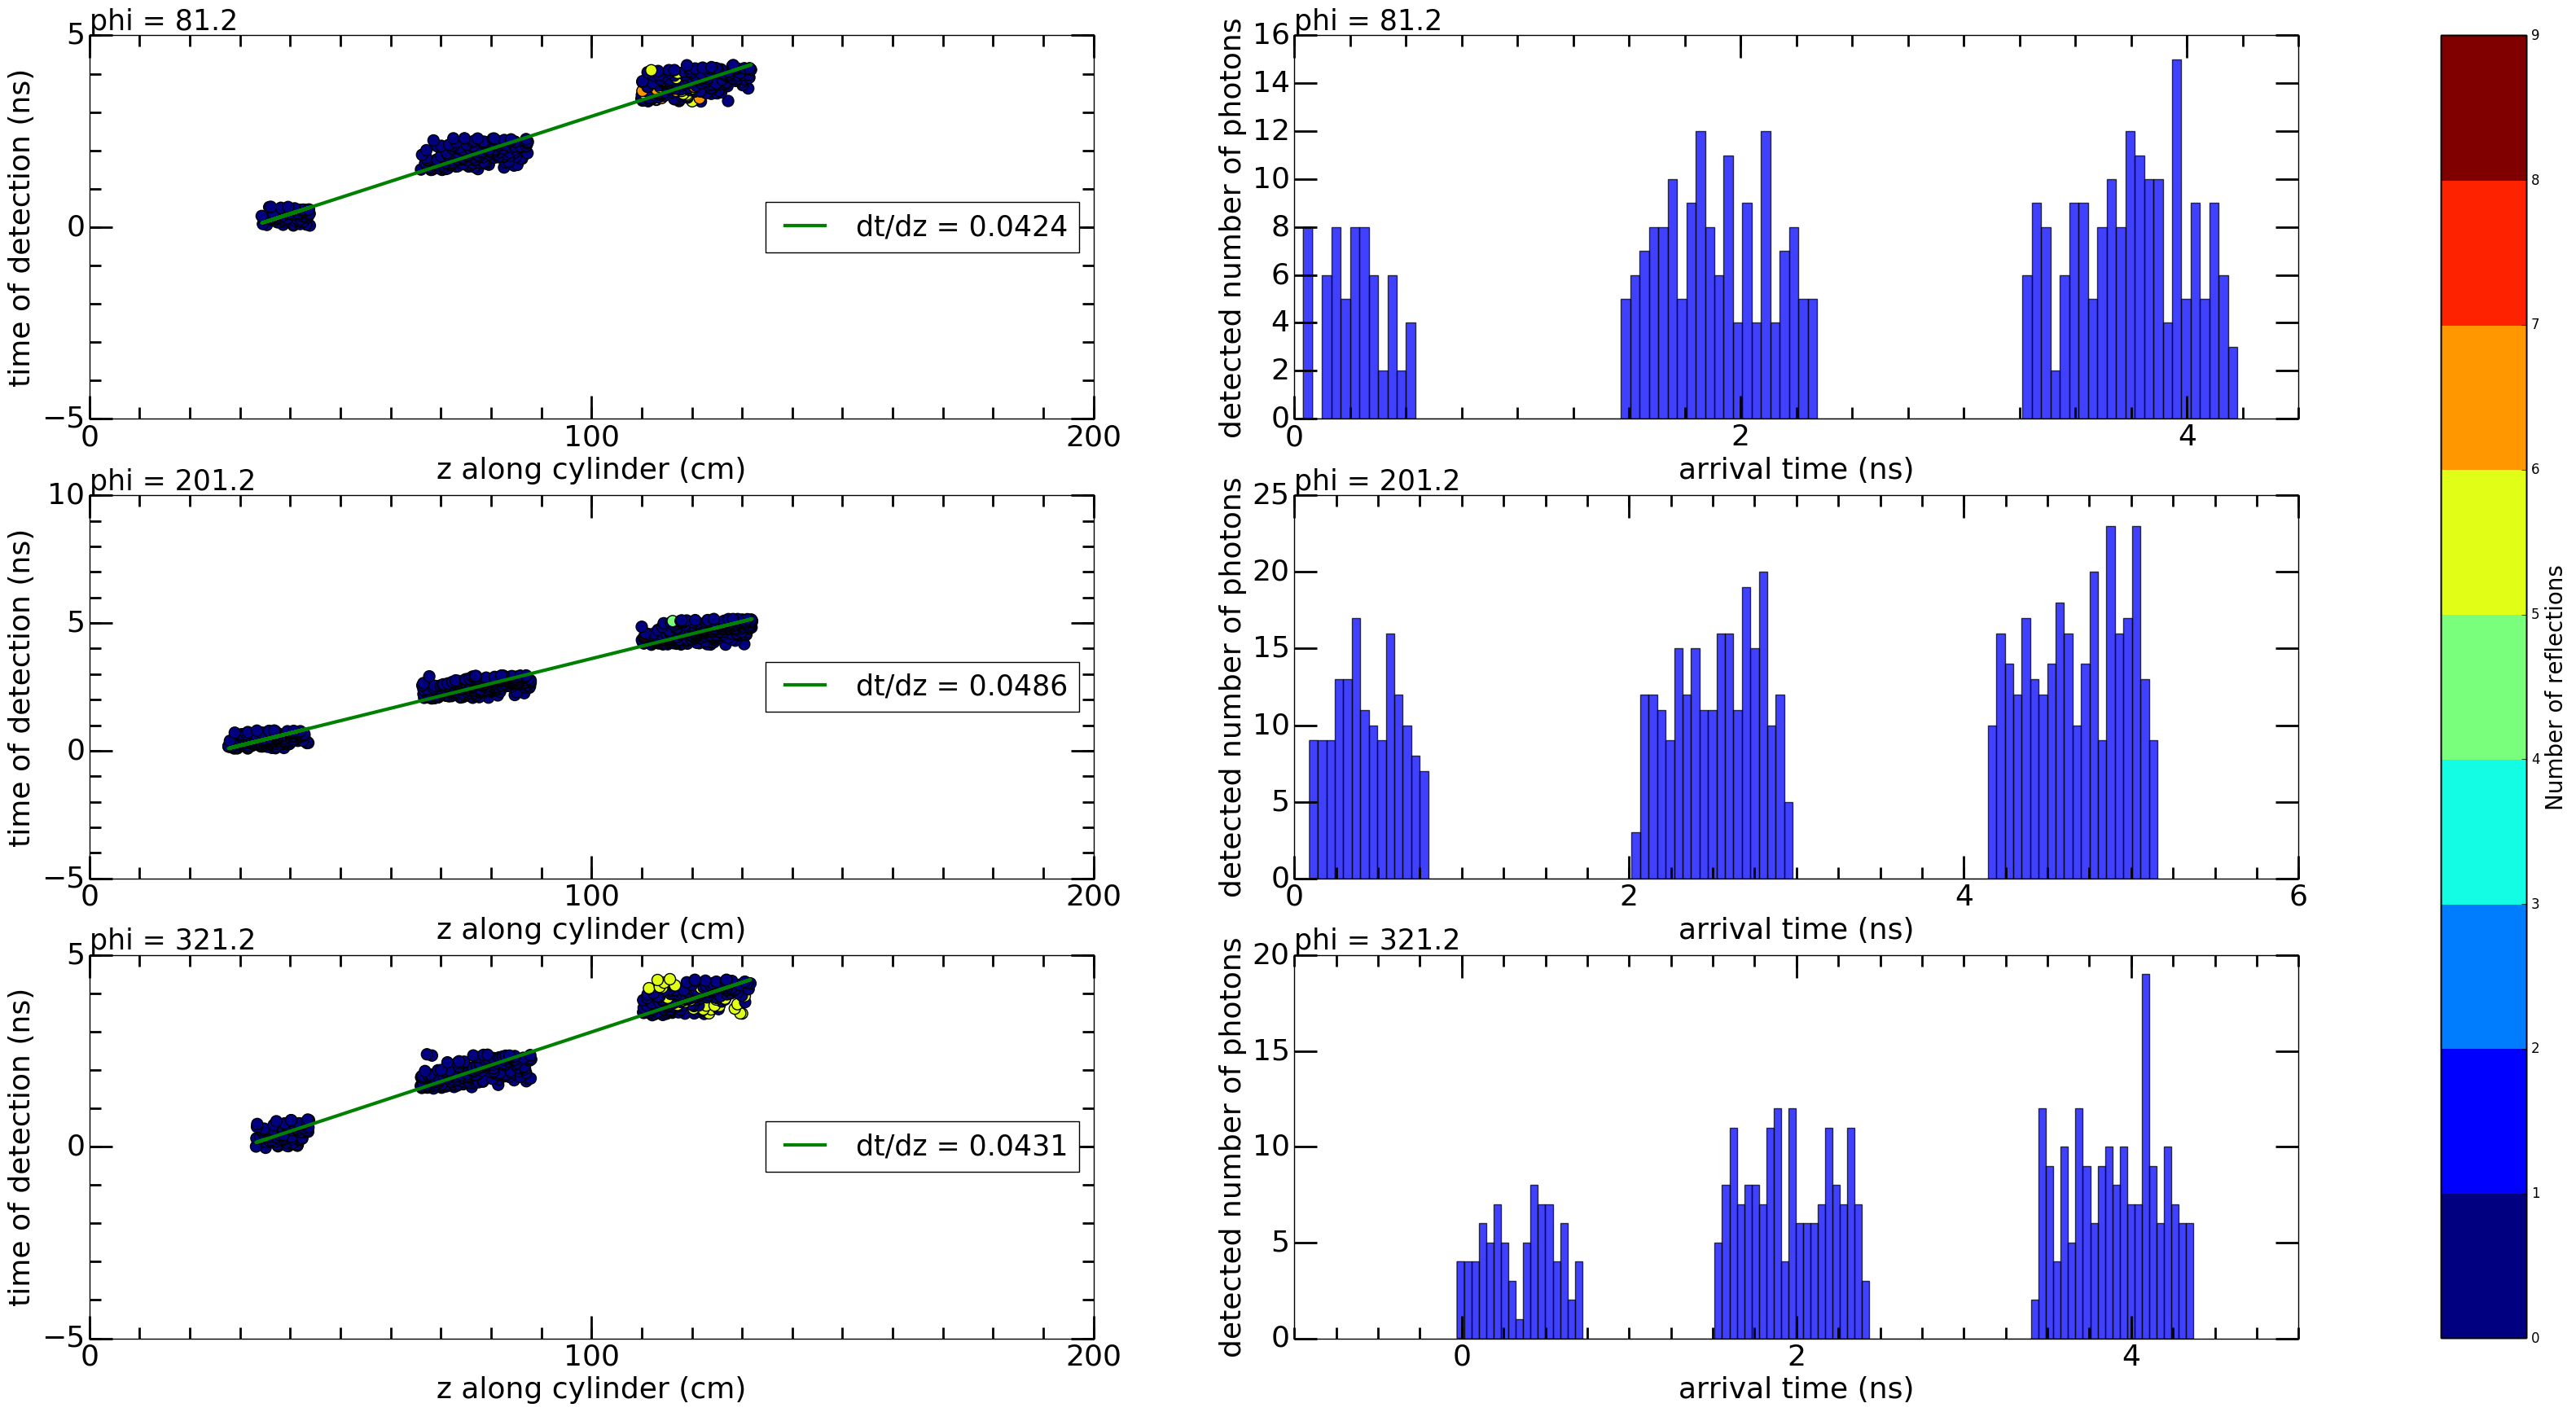 phi = 81.2
5
0
−5
time of detection (ns)
dt/dz = 0.0424
0 100 200
z along cylinder (cm)
phi = 81.2
16
14
12
10
8
6
4
2
0
detected number of photons
0 2 4
arrival time (ns)
phi = 201.2
10
5
0
−5
time of detection (ns)
dt/dz = 0.0486
0 100 200
z along cylinder (cm)
phi = 201.2
25
20
15
10
5
0
detected number of photons
0 2 4 6
arrival time (ns)
phi = 321.2
5
0
−5
time of detection (ns)
dt/dz = 0.0431
0 100 200
z along cylinder (cm)
phi = 321.2
20
15
10
5
0
detected number of photons
0 2 4
arrival time (ns)
9
8
7
6
5
4
3
2
1
0
Number of reflections